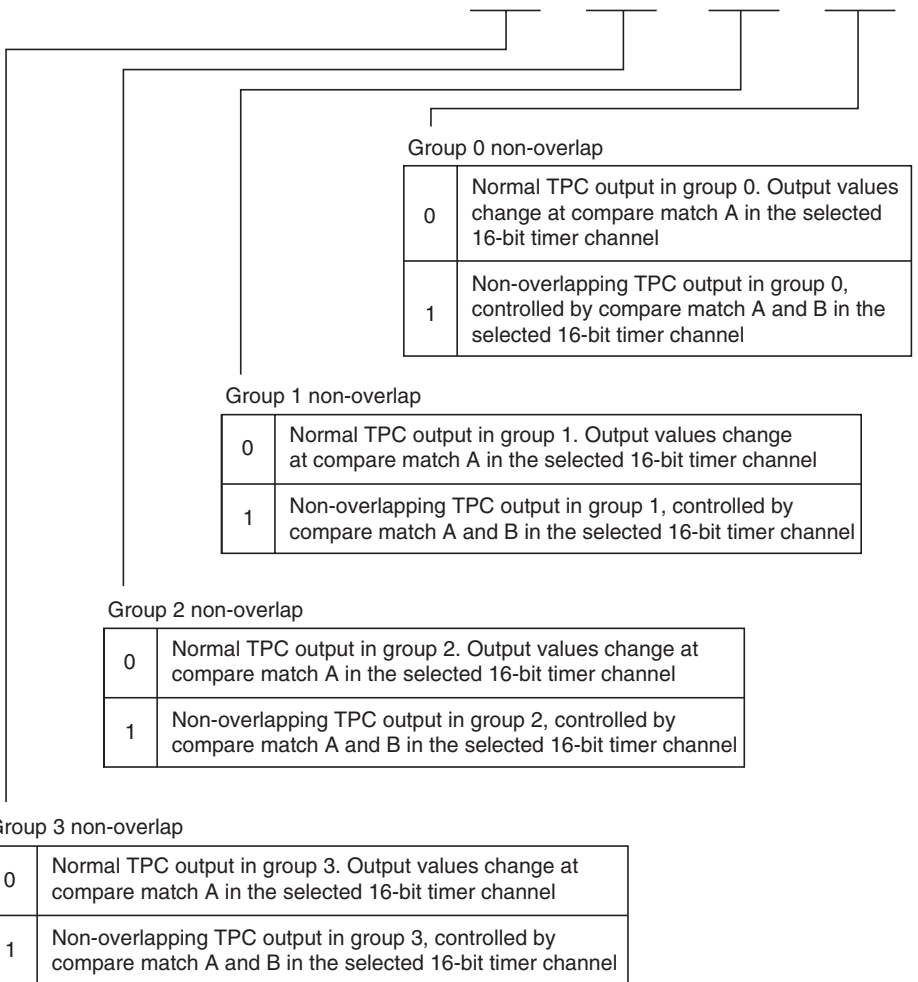 Group 0 non-overlap
0
Normal TPC output in group 0. Output values
change at compare match A in the selected
16-bit timer channel
1
Non-overlapping TPC output in group 0,
controlled by compare match A and B in the
selected 16-bit timer channel
Group 1 non-overlap
0
Normal TPC output in group 1. Output values change
at compare match A in the selected 16-bit timer channel
1
Non-overlapping TPC output in group 1, controlled by
compare match A and B in the selected 16-bit timer channel
Group 2 non-overlap
0
Normal TPC output in group 2. Output values change at
compare match A in the selected 16-bit timer channel
1
Non-overlapping TPC output in group 2, controlled by
compare match A and B in the selected 16-bit timer channel
Group 3 non-overlap
0
Normal TPC output in group 3. Output values change at
compare match A in the selected 16-bit timer channel
1
Non-overlapping TPC output in group 3, controlled by
compare match A and B in the selected 16-bit timer channel